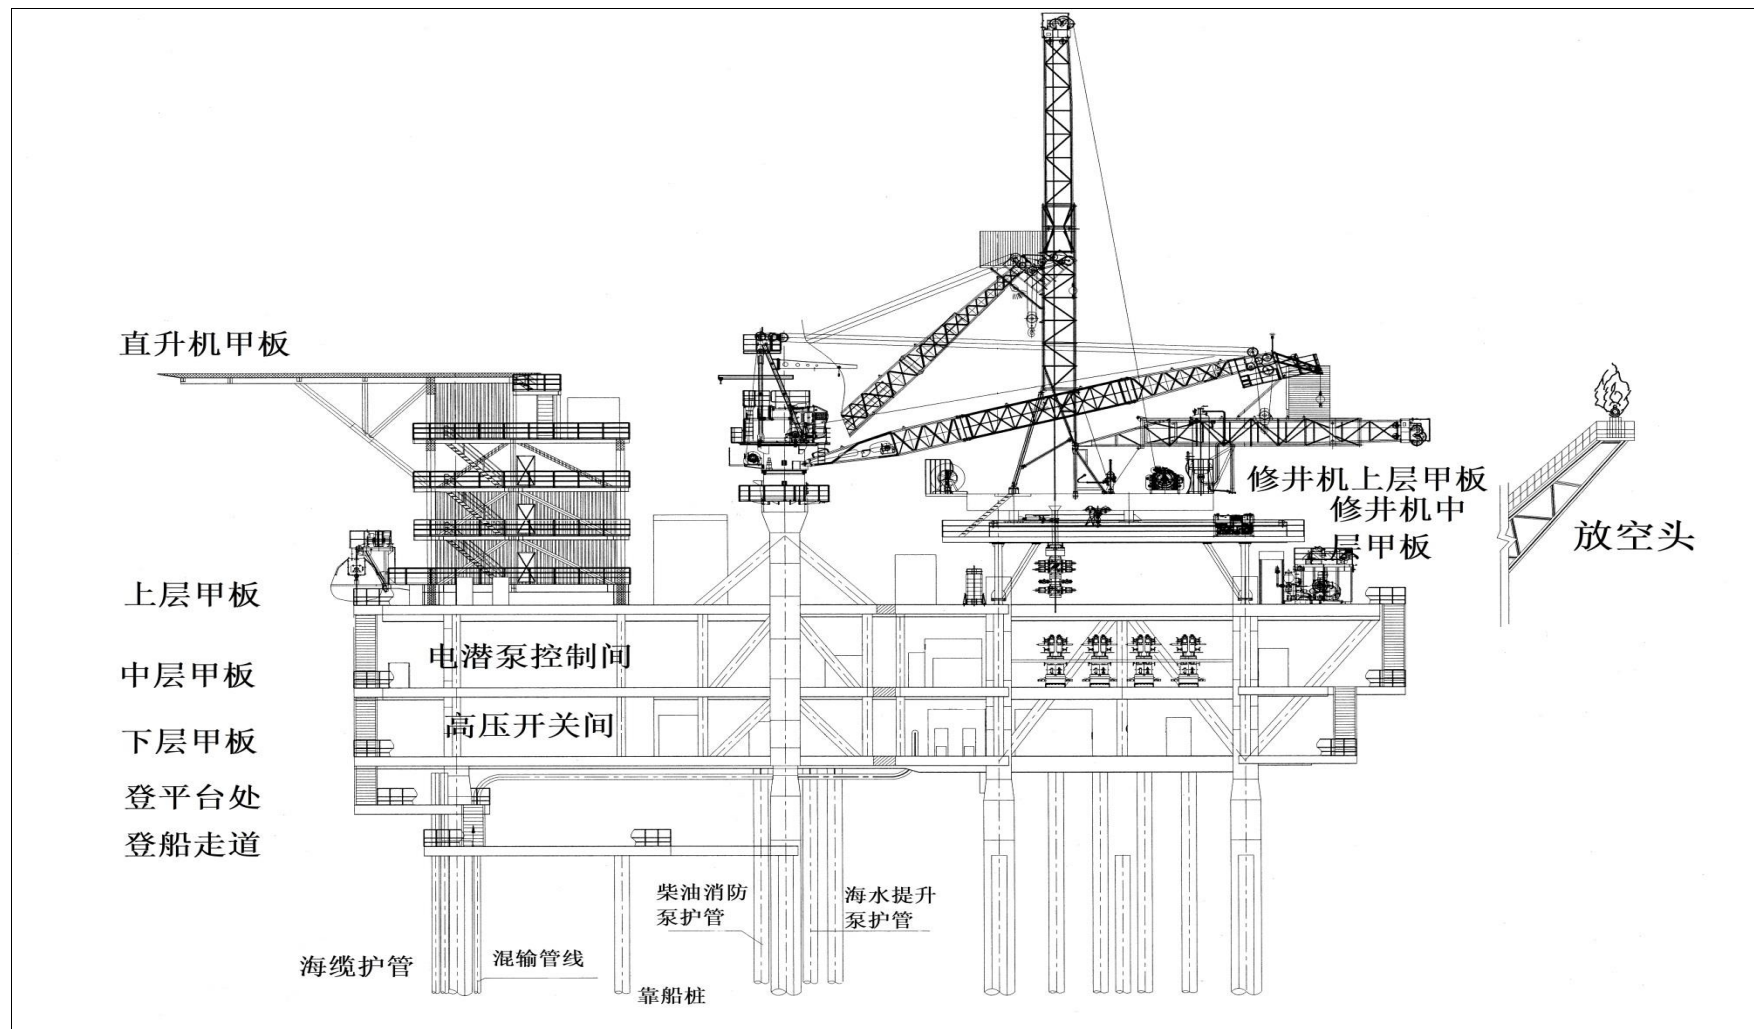 直升机甲板
修井机上层甲板
修井机中
层甲板
放空头
上层甲板
电潜泵控制间
中层甲板
高压开关间
下层甲板
登平台处
登船走道
柴油消防
泵护管
海水提升
泵护管
海缆护管
混输管线
靠船桩